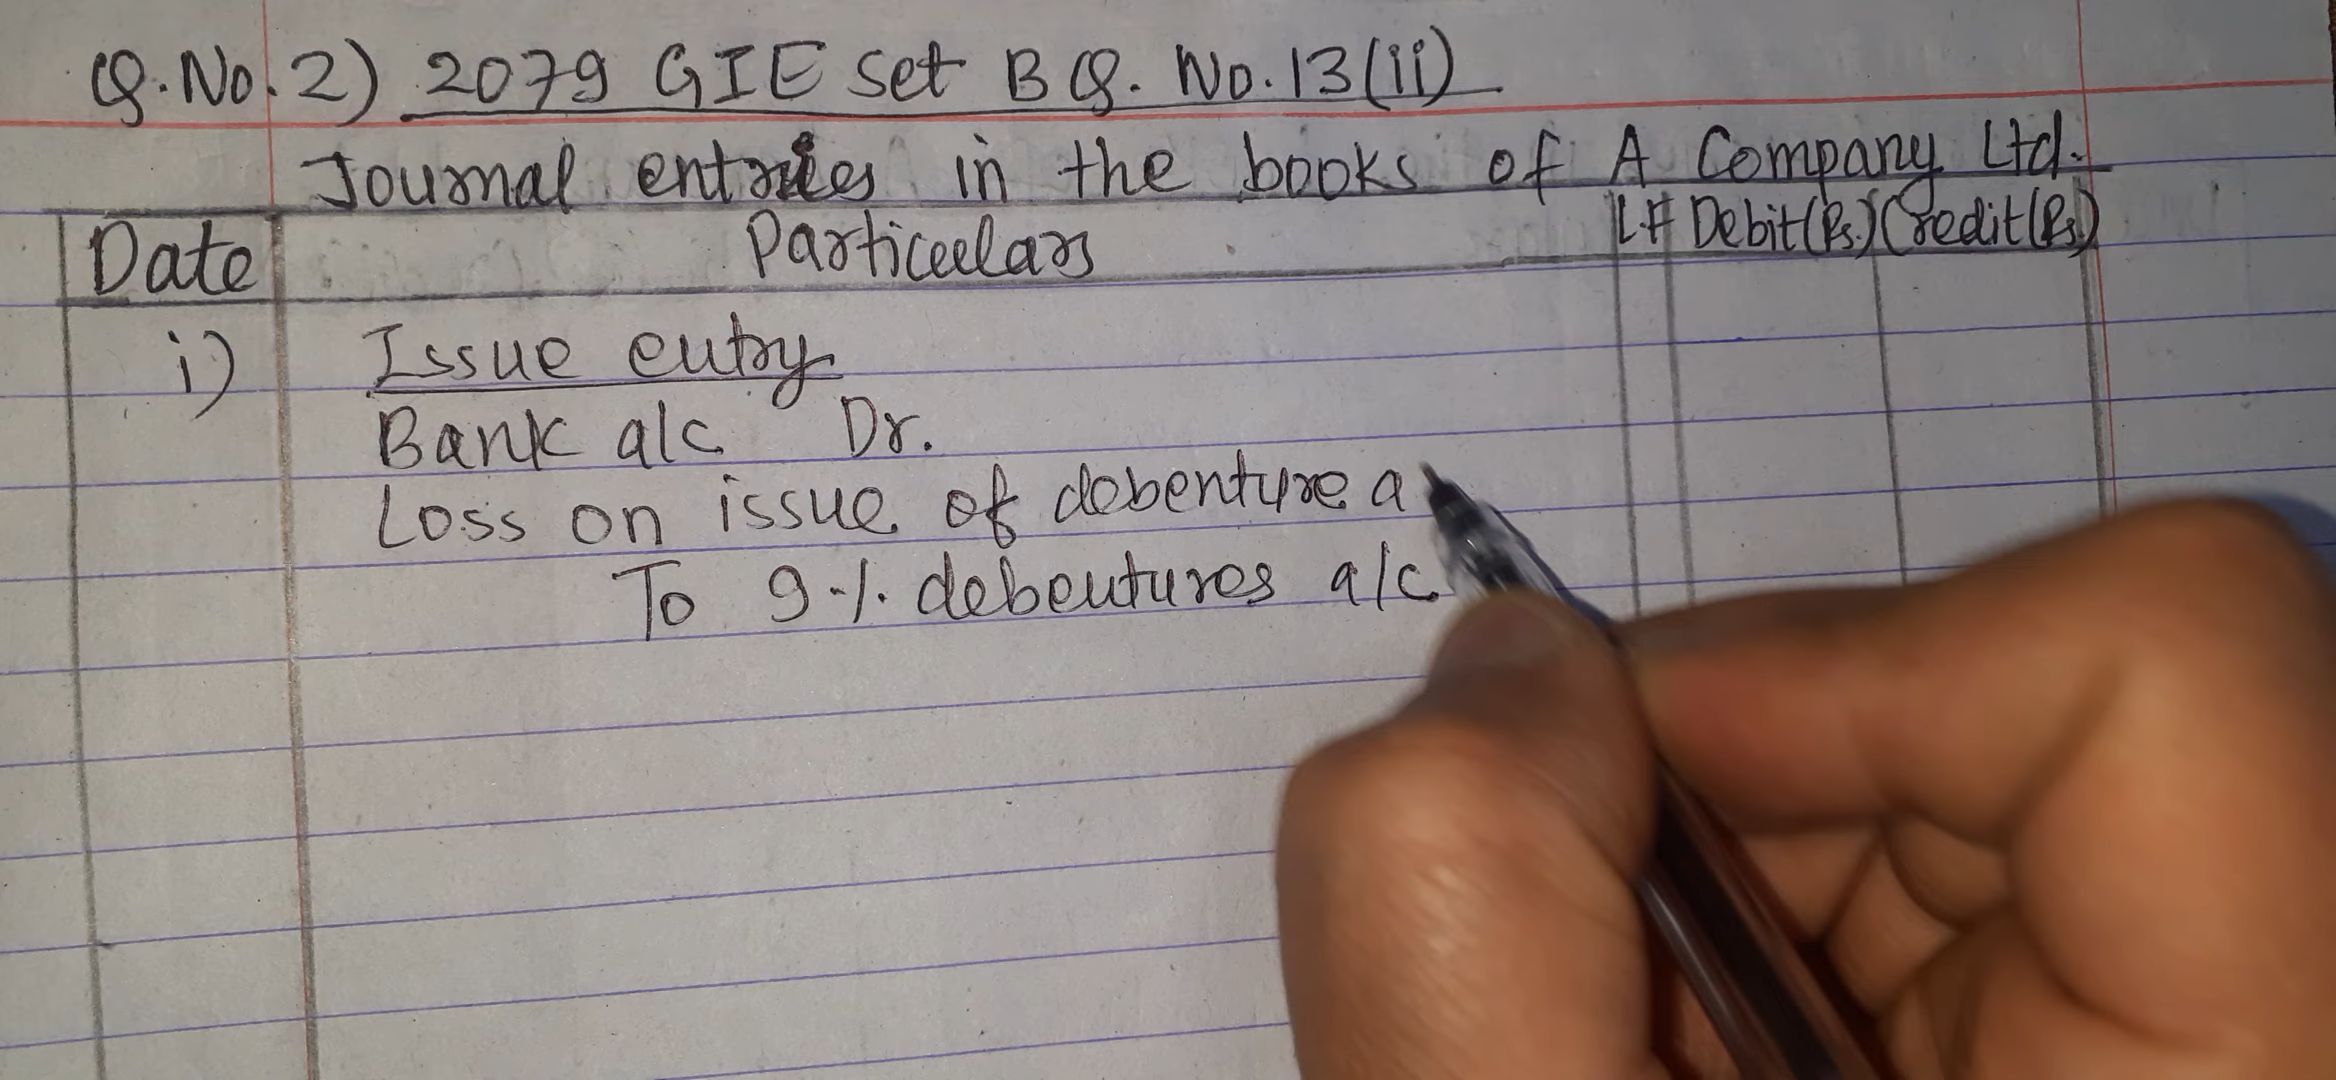 Q.No.2) 2079 GIE Set B Q. No.13(ii)
Journal entries in the books of A Company Ltd.
Date Particulars L.F Debit(Rs.) Credit(Rs.)
i) Issue entry
Bank a/c Dr.
Loss on issue of debenture a
To 9% debentures a/c